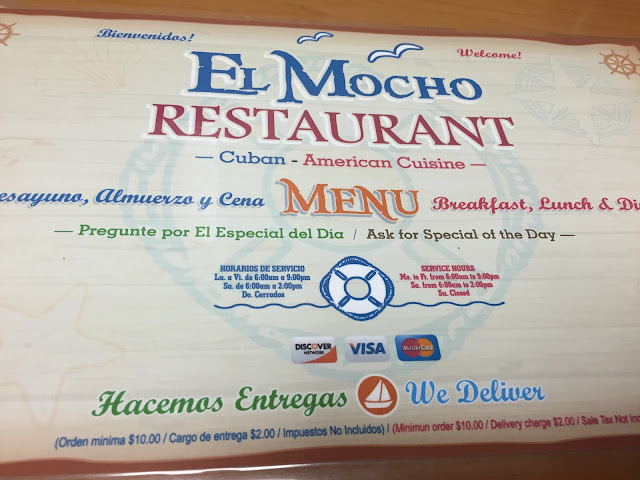 Bienvenidos!
Welcome!
EL MOCHO
RESTAURANT
— Cuban - American Cuisine —
esayuno, Almuerzo y Cena MENU Breakfast, Lunch & Di
— Pregunte por El Especial del Día / Ask for Special of the Day —
HORARIOS DE SERVICIO
Lu. a Vi. de 6:00am a 9:00pm
Sa. de 6:00am a 2:00pm
Do. Cerrados
SERVICE HOURS
Mo. in Fr. from 6:00am to 9:00pm
Sa. from 6:00am to 2:00pm
Su. Closed
DISCOVER
NETWORK
VISA
MasterCard
Hacemos Entregas We Deliver
(Orden minima $10.00 / Cargo de entrega $2.00 / Impuestos No Incluidos) / (Minimun order $10.00 / Delivery charge $2.00 / Sale Tax Not Inc